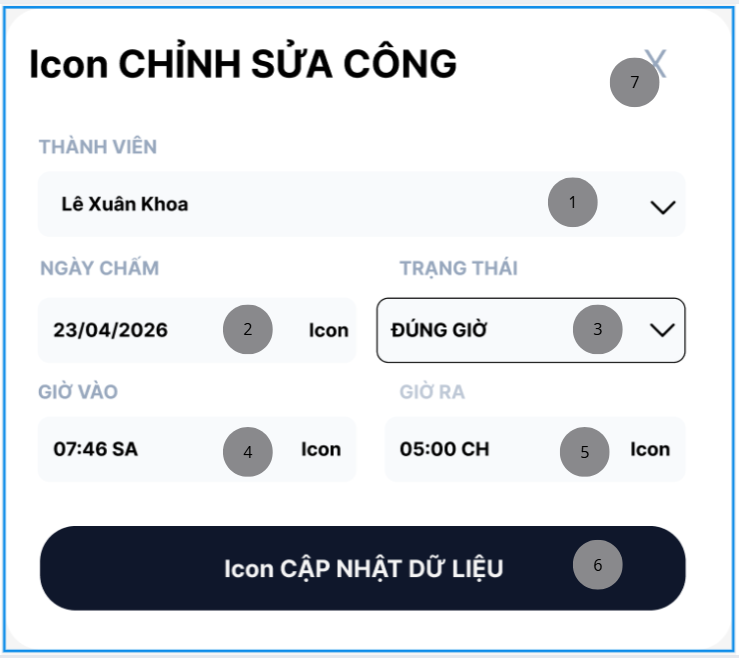 Icon CHỈNH SỬA CÔNG
X
7
THÀNH VIÊN
Lê Xuân Khoa
1
NGÀY CHẤM
TRẠNG THÁI
23/04/2026
2
Icon
ĐÚNG GIỜ
3
GIỜ VÀO
GIỜ RA
07:46 SA
4
Icon
05:00 CH
5
Icon
Icon CẬP NHẬT DỮ LIỆU
6